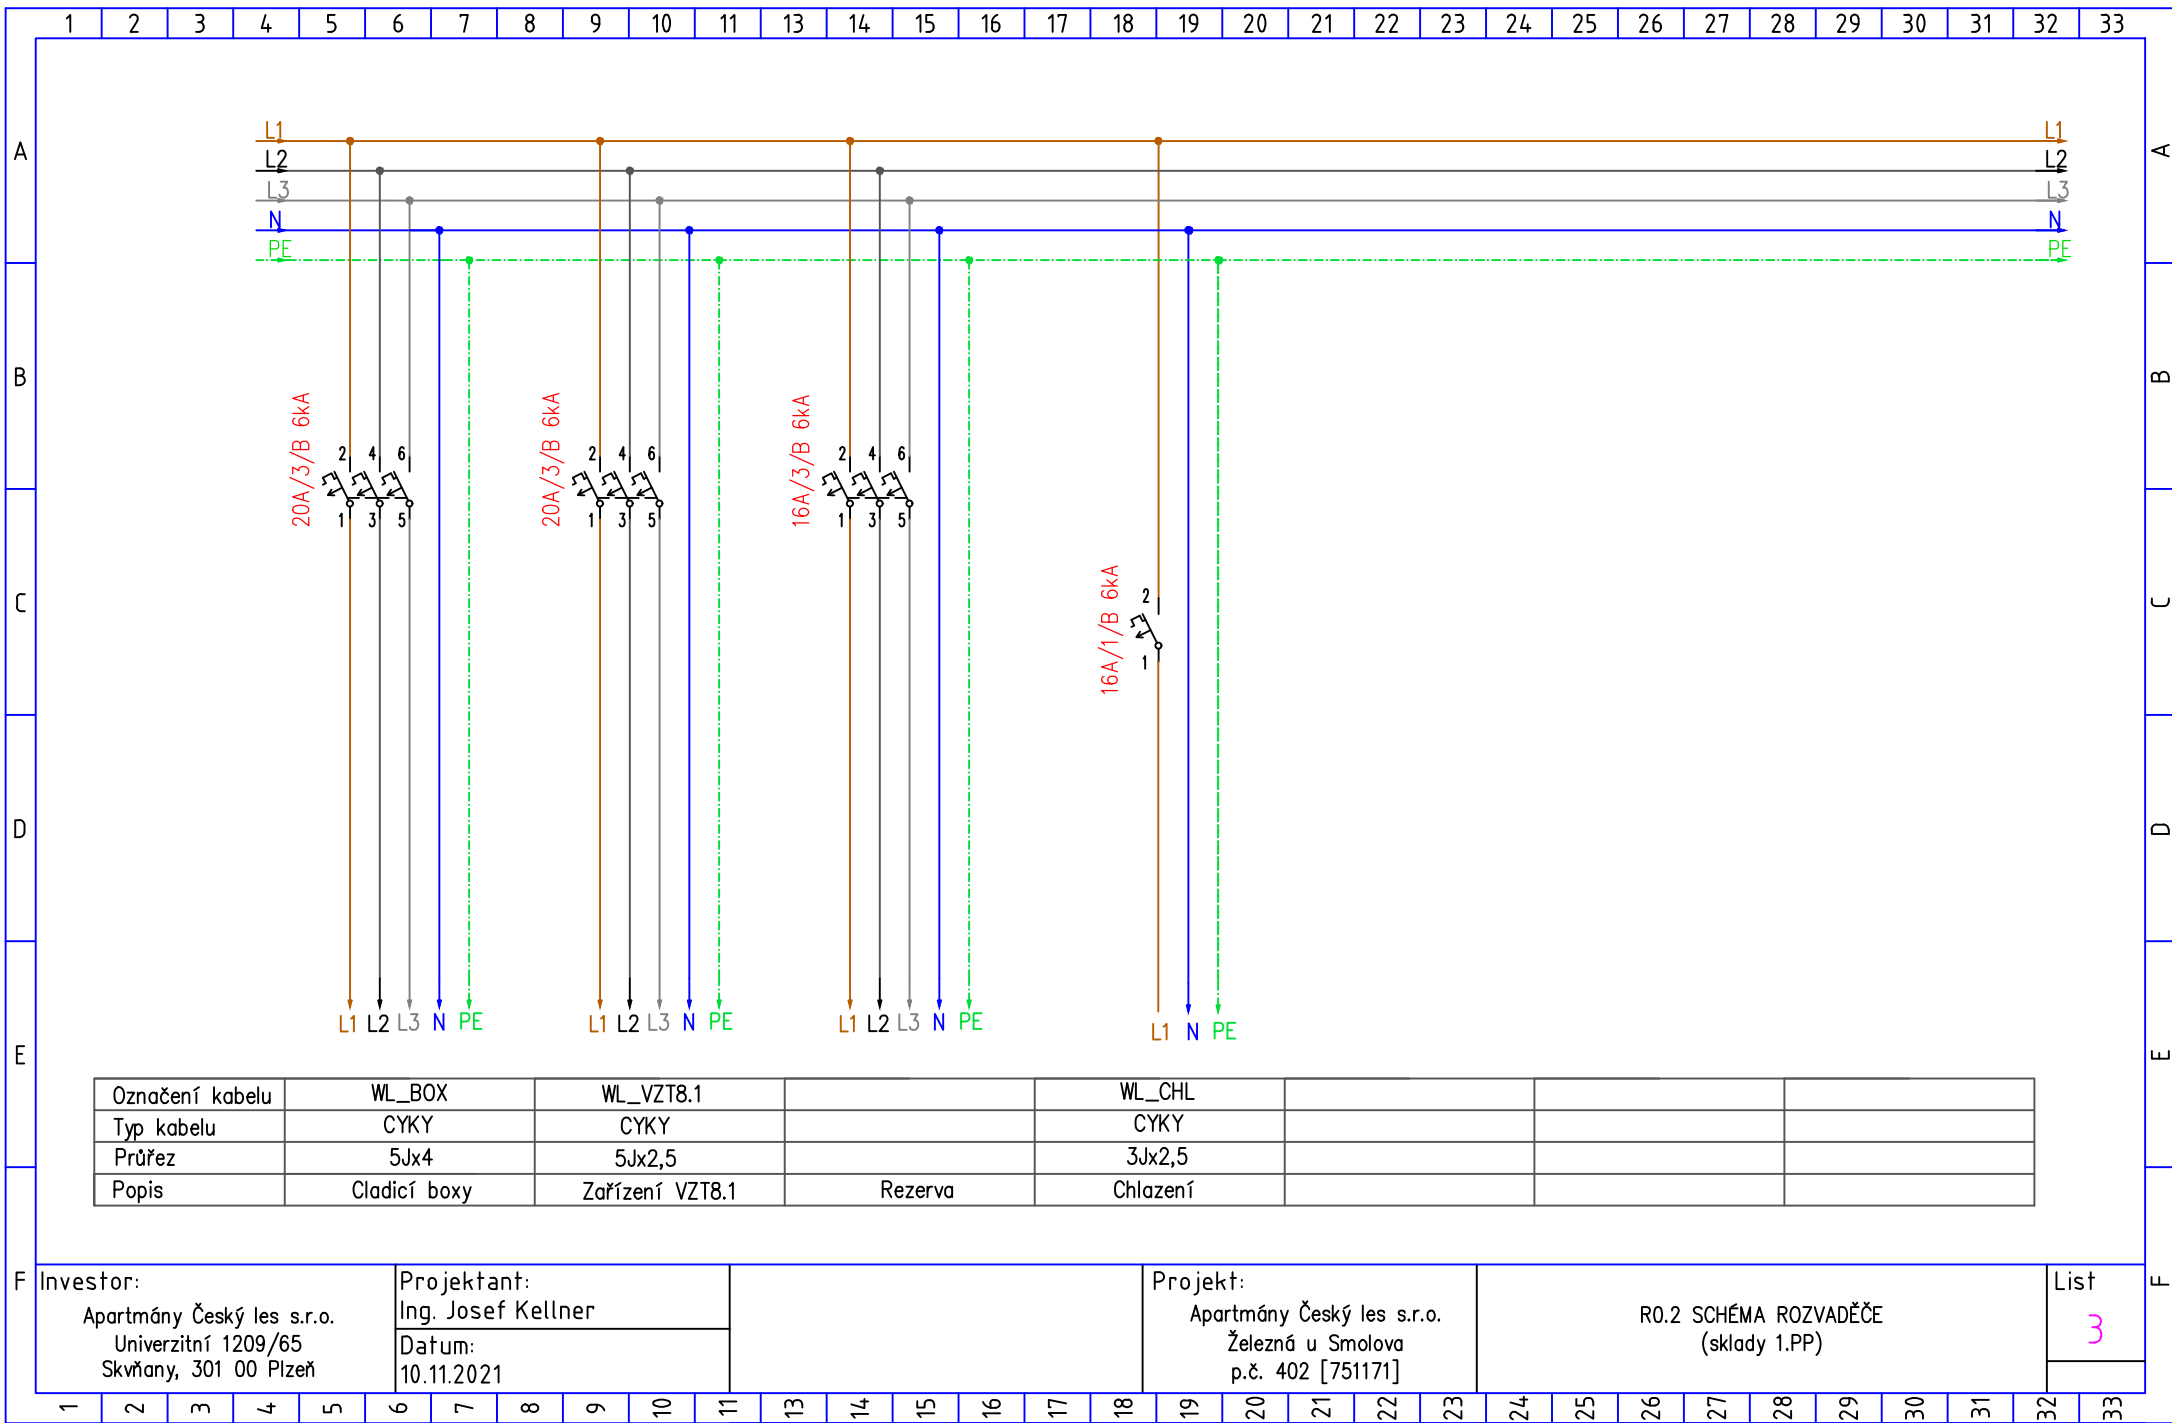 1 2 3 4 5 6 7 8 9 10 11 13 14 15 16 17 18 19 20 21 22 23 24 25 26 27 28 29 30 31 32 33
A A
L1 L1
L2 L2
L3 L3
N N
PE PE
B B
20A/3/B 6kA 20A/3/B 6kA 16A/3/B 6kA
2 4 6 2 4 6 2 4 6
1 3 5 1 3 5 1 3 5
C C
16A/1/B 6kA
2
1
D D
L1 L2 L3 N PE L1 L2 L3 N PE L1 L2 L3 N PE L1 N PE
E E
Označení kabelu WL_BOX WL_VZT8.1 WL_CHL
Typ kabelu CYKY CYKY CYKY
Průřez 5Jx4 5Jx2,5 3Jx2,5
Popis Cladicí boxy Zařízení VZT8.1 Rezerva Chlazení
F F
Investor:
Apartmány Český les s.r.o.
Univerzitní 1209/65
Skvňany, 301 00 Plzeň
Projektant:
Ing. Josef Kellner
Datum:
10.11.2021
Projekt:
Apartmány Český les s.r.o.
Železná u Smolova
p.č. 402 [751171]
R0.2 SCHÉMA ROZVADĚČE
(sklady 1.PP)
List
3
1 2 3 4 5 6 7 8 9 10 11 13 14 15 16 17 18 19 20 21 22 23 24 25 26 27 28 29 30 31 32 33